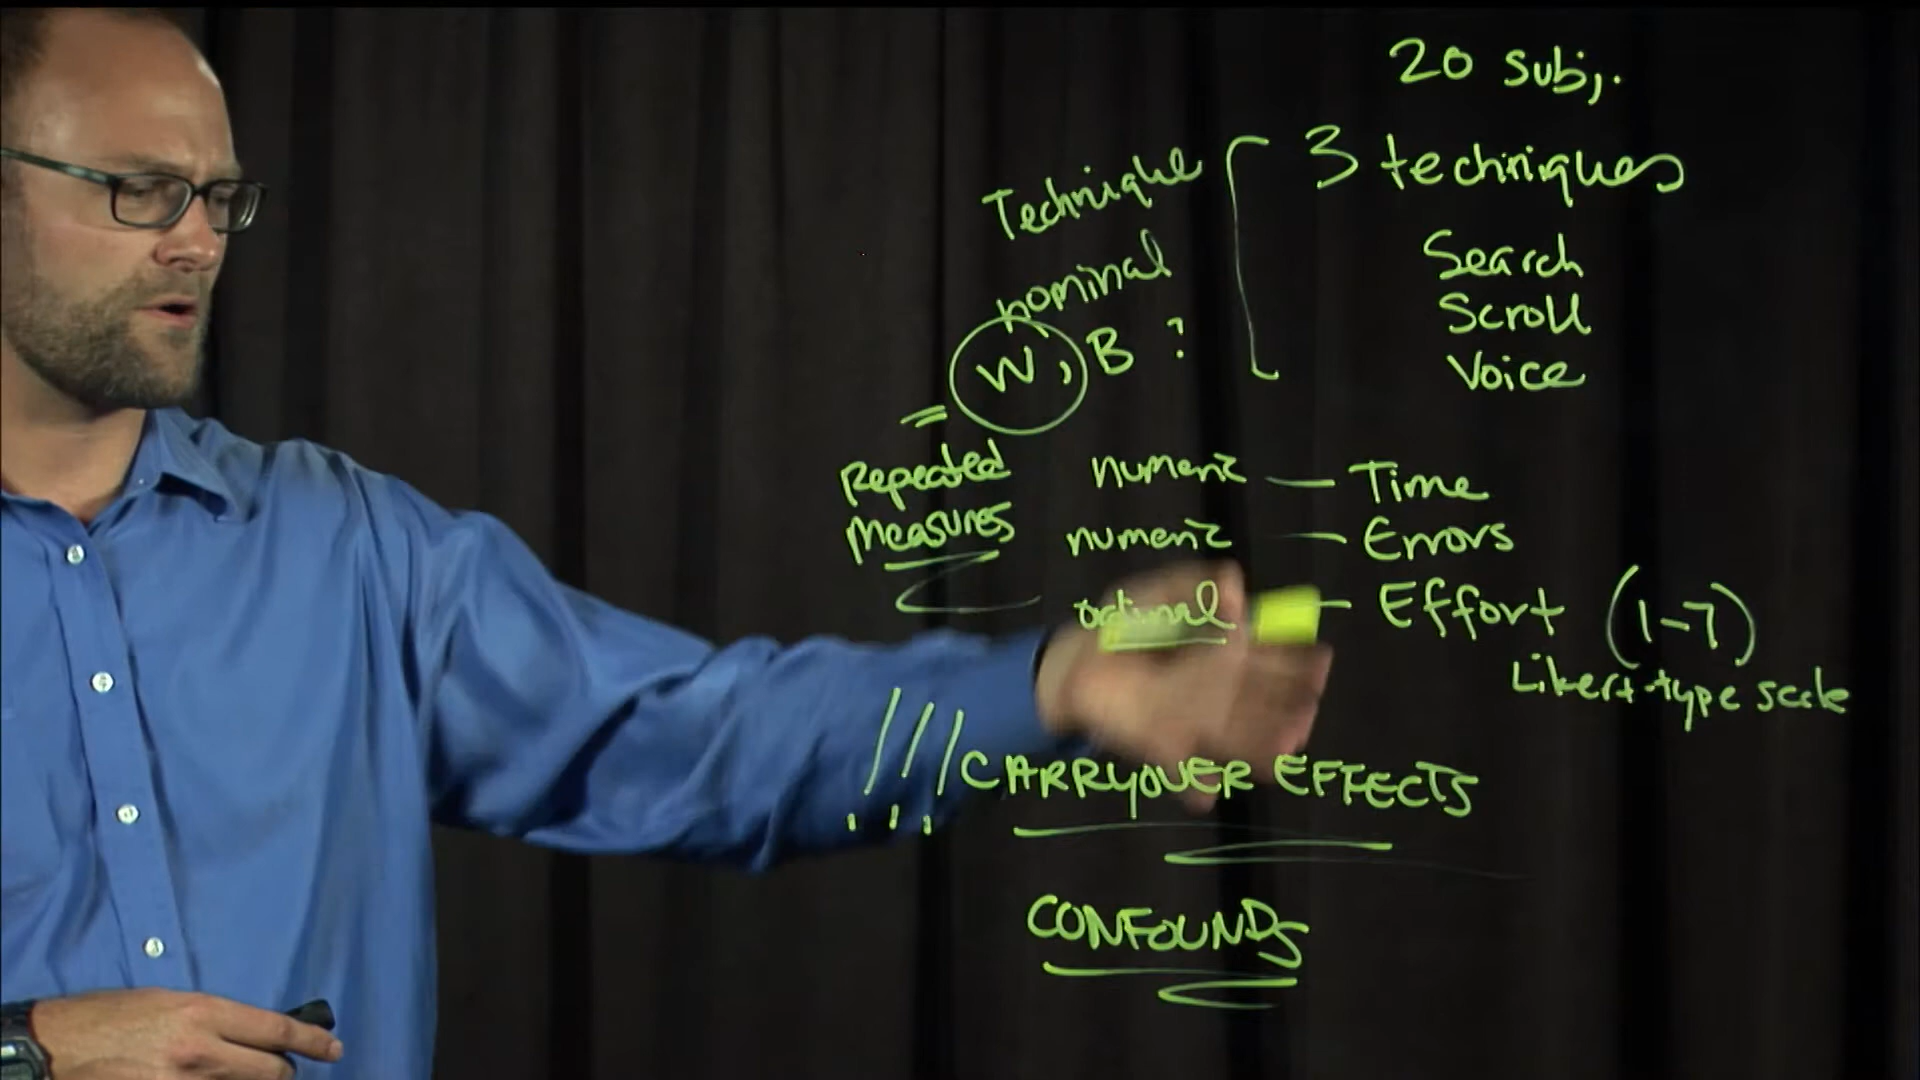 20 subj.
Technique
3 techniques
nominal
Search
Scroll
Voice
W, B ?
= Repeated
Measures
numeric — Time
numeric — Errors
ordinal — Effort (1-7)
Likert-type scale
!!! CARRYOVER EFFECTS
CONFOUNDS